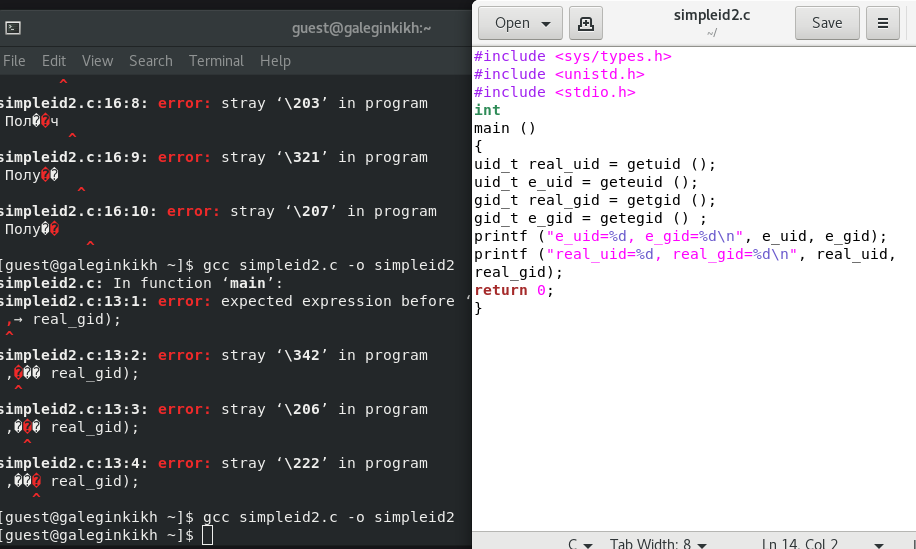 guest@galeginkikh:~
File Edit View Search Terminal Help
^
simpleid2.c:16:8: error: stray ‘\203’ in program
Пол��ч
^
simpleid2.c:16:9: error: stray ‘\321’ in program
Полу��
^
simpleid2.c:16:10: error: stray ‘\207’ in program
Полу��
^
[guest@galeginkikh ~]$ gcc simpleid2.c -o simpleid2
simpleid2.c: In function ‘main’:
simpleid2.c:13:1: error: expected expression before ‘
,→ real_gid);
^
simpleid2.c:13:2: error: stray ‘\342’ in program
,��� real_gid);
^
simpleid2.c:13:3: error: stray ‘\206’ in program
,��� real_gid);
^
simpleid2.c:13:4: error: stray ‘\222’ in program
,��� real_gid);
^
[guest@galeginkikh ~]$ gcc simpleid2.c -o simpleid2
[guest@galeginkikh ~]$
Open
simpleid2.c
~/
Save
#include <sys/types.h>
#include <unistd.h>
#include <stdio.h>
int
main ()
{
uid_t real_uid = getuid ();
uid_t e_uid = geteuid ();
gid_t real_gid = getgid ();
gid_t e_gid = getegid () ;
printf ("e_uid=%d, e_gid=%d\n", e_uid, e_gid);
printf ("real_uid=%d, real_gid=%d\n", real_uid,
real_gid);
return 0;
}
C Tab Width: 8 Ln 14, Col 2